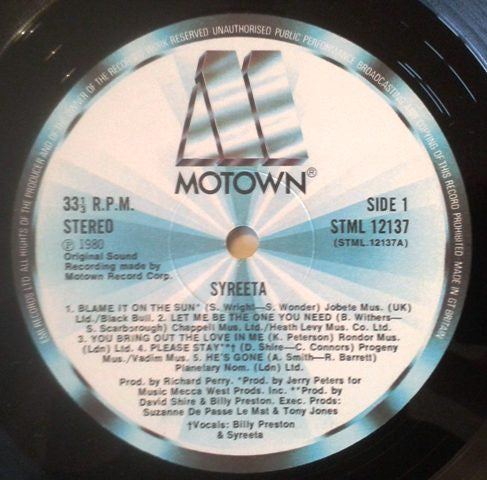 EMI RECORDS LTD. ALL RIGHTS OF THE PRODUCER AND OF THE OWNER OF THE RECORDED WORK RESERVED. UNAUTHORISED PUBLIC PERFORMANCE, BROADCASTING AND COPYING OF THIS RECORD PROHIBITED. MADE IN GT BRITAIN
MOTOWN®
33⅓ R.P.M.
STEREO
℗ 1980
Original Sound
Recording made by
Motown Record Corp.
SIDE 1
STML 12137
(STML.12137A)
SYREETA
1. BLAME IT ON THE SUN* (S. Wright—S. Wonder) Jobete Mus. (UK)
Ltd./Black Bull. 2. LET ME BE THE ONE YOU NEED (B. Withers—
S. Scarborough) Chappell Mus. Ltd./Heath Levy Mus. Co. Ltd.
3. YOU BRING OUT THE LOVE IN ME (K. Peterson) Rondor Mus.
(Ldn) Ltd. 4. PLEASE STAY**† (D. Shire—C. Connors) Progeny
Mus./Vadim Mus. 5. HE'S GONE (A. Smith—R. Barrett)
Planetary Nom. (Ldn) Ltd.
Prod. by Richard Perry. *Prod. by Jerry Peters for
Music Mecca West Prods. Inc. **Prod. by
David Shire & Billy Preston. Exec. Prods:
Suzanne De Passe Le Mat & Tony Jones
†Vocals: Billy Preston
& Syreeta